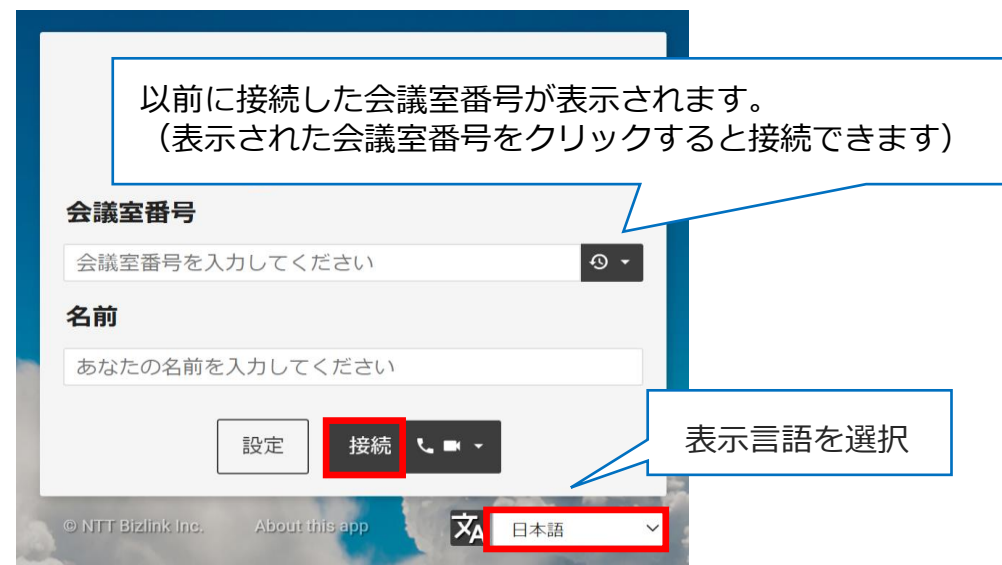 以前に接続した会議室番号が表示されます。
（表示された会議室番号をクリックすると接続できます）
会議室番号
会議室番号を入力してください
名前
あなたの名前を入力してください
設定
接続
表示言語を選択
© NTT Bizlink Inc.
About this app
文A
日本語